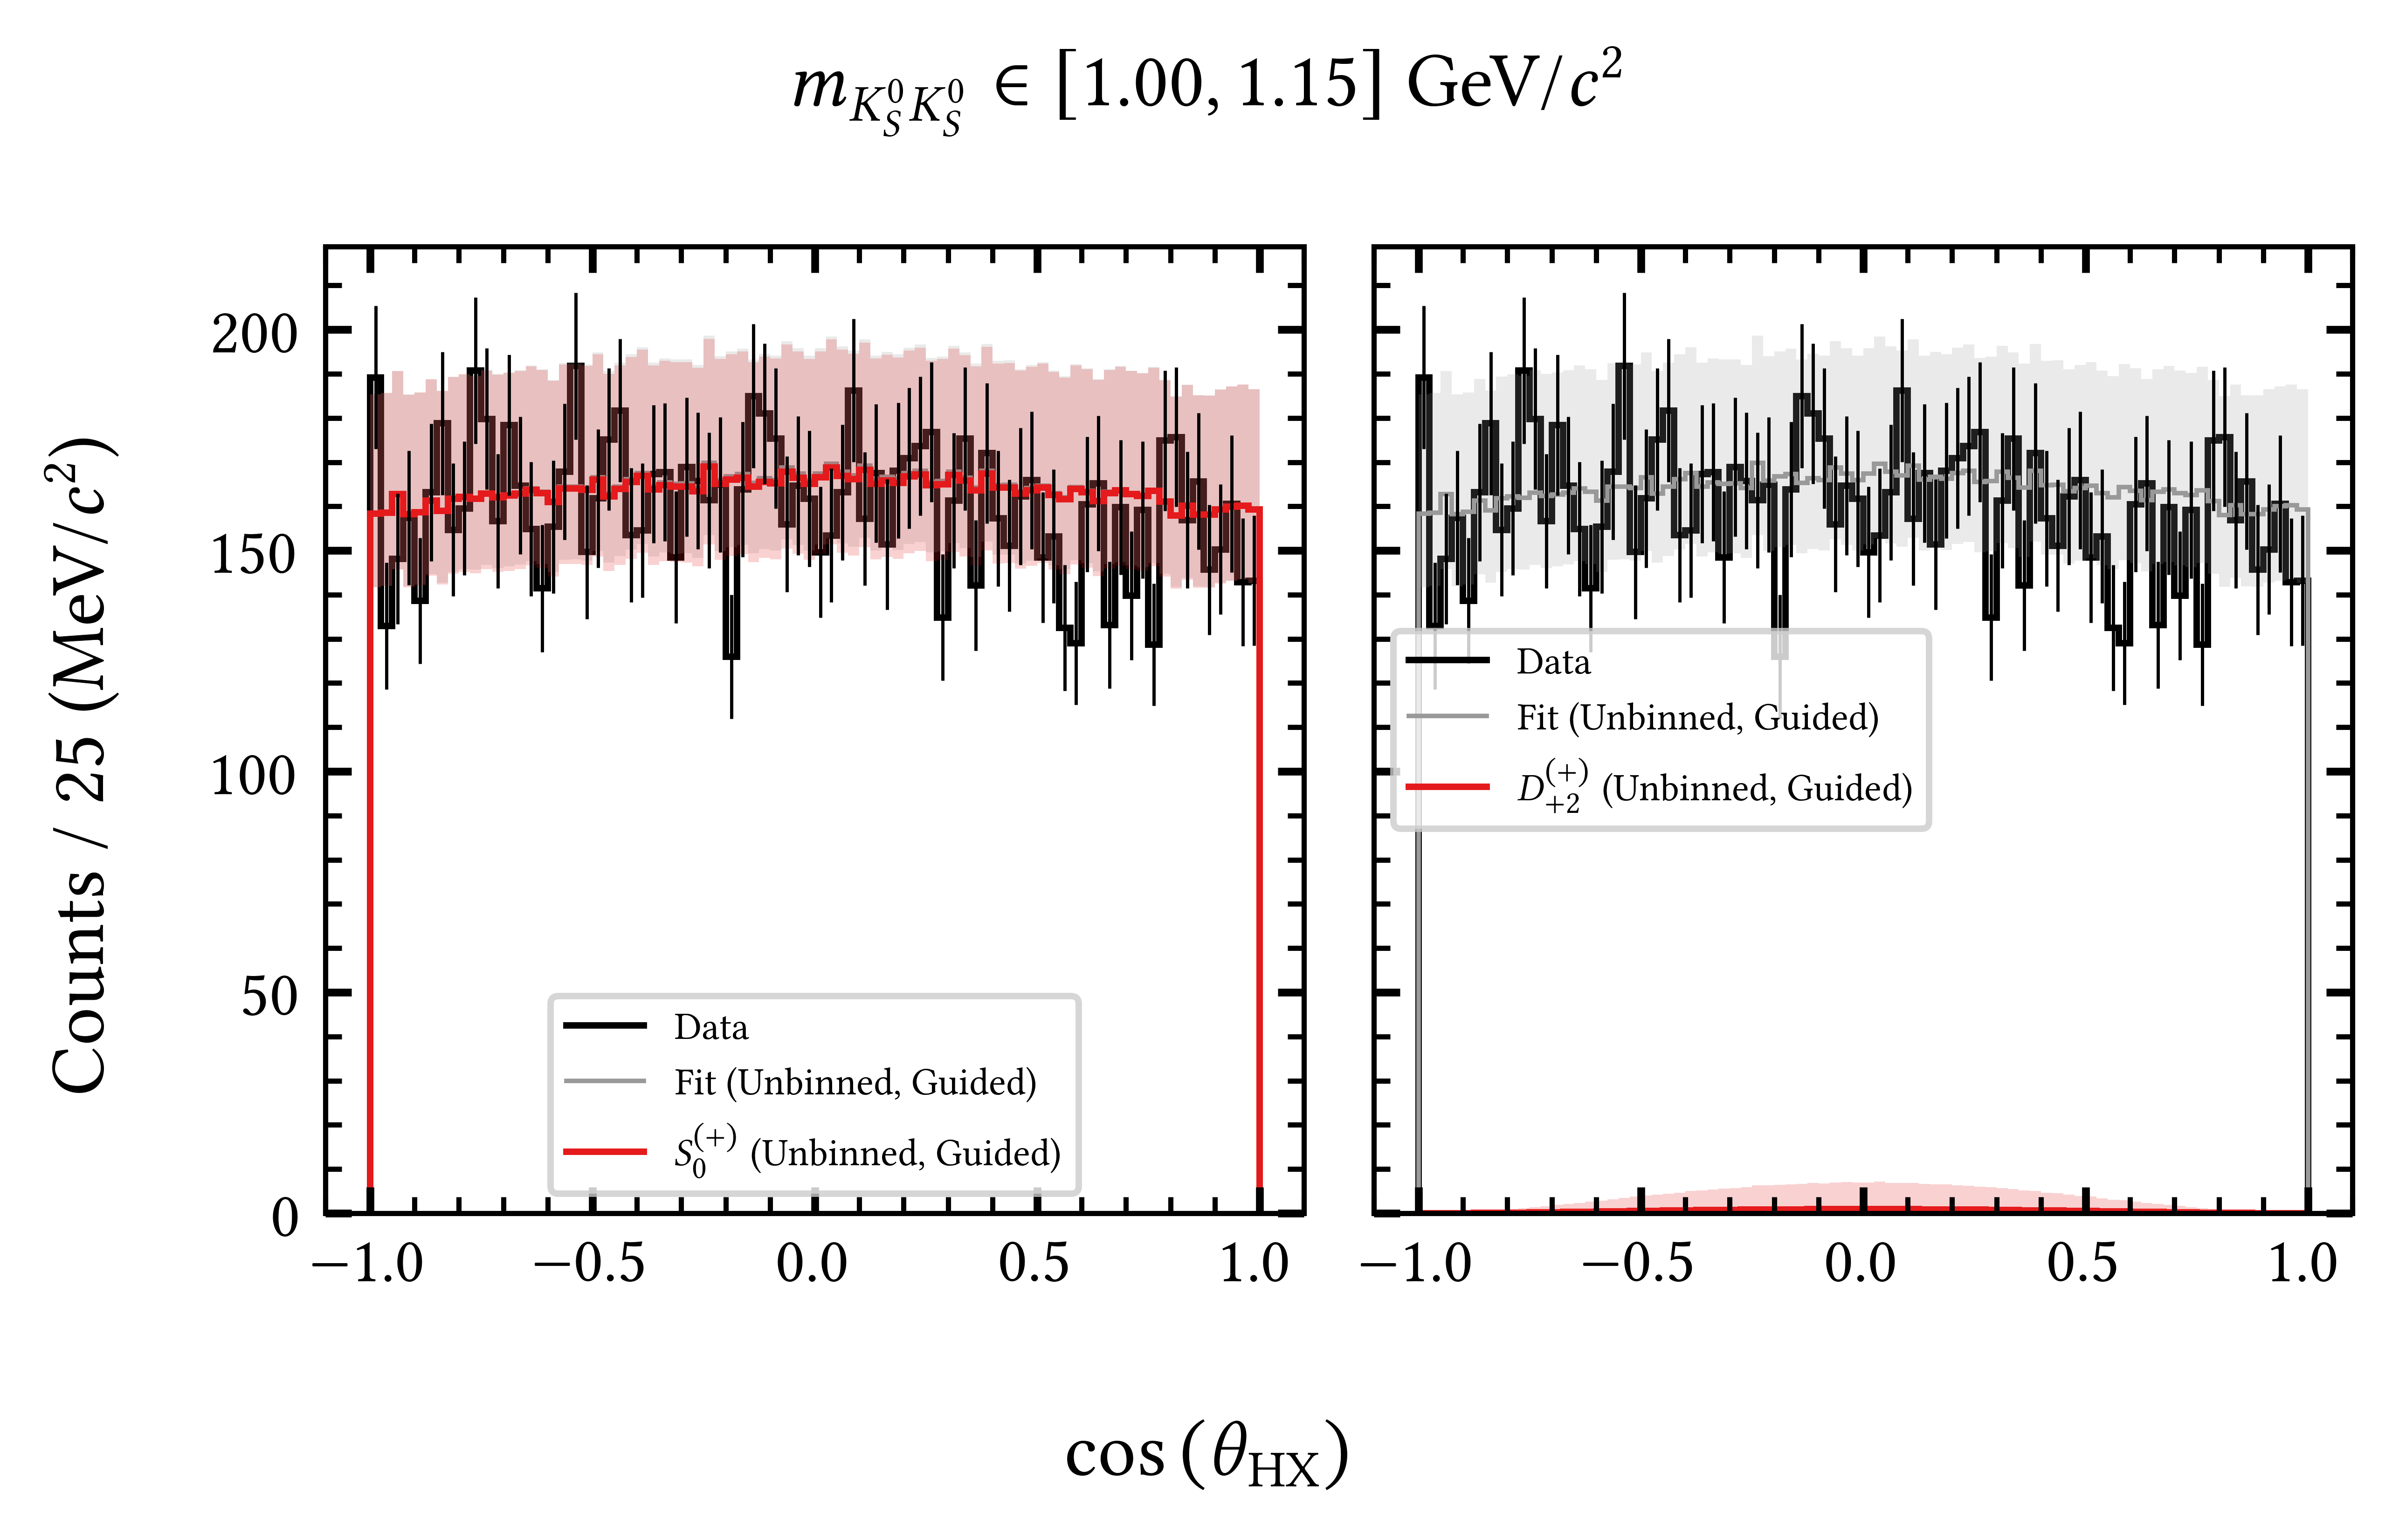 m_{K_S^0 K_S^0} ∈ [1.00, 1.15] GeV/c²
Counts / 25 (MeV/c²)
200
150
100
50
0
Data
Fit (Unbinned, Guided)
S_0^{(+)} (Unbinned, Guided)
−1.0 −0.5 0.0 0.5 1.0
Data
Fit (Unbinned, Guided)
D_{+2}^{(+)} (Unbinned, Guided)
−1.0 −0.5 0.0 0.5 1.0
cos (θ_{HX})